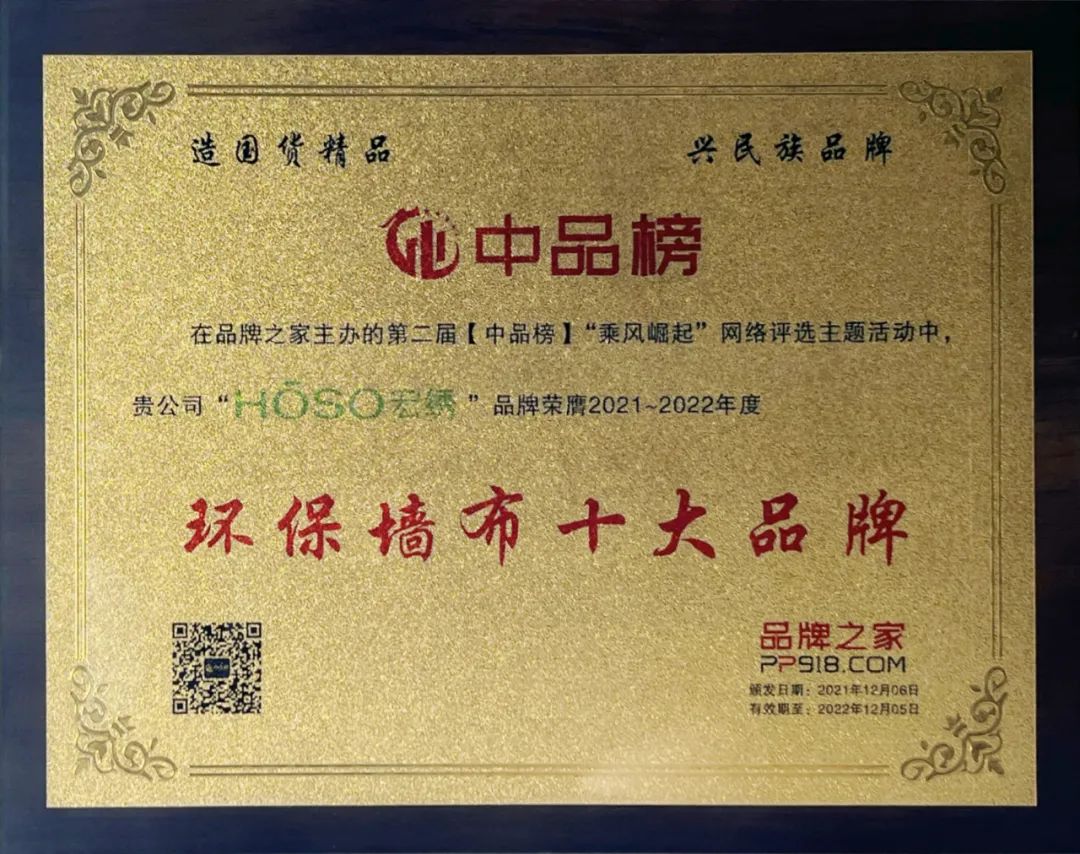 造国货精品 兴民族品牌
中品榜
在品牌之家主办的第二届【中品榜】“乘风崛起”网络评选主题活动中，
贵公司“HŌSO宏绣”品牌荣膺2021~2022年度
环保墙布十大品牌
品牌之家
PP918.COM
颁发日期：2021年12月06日
有效期至：2022年12月05日